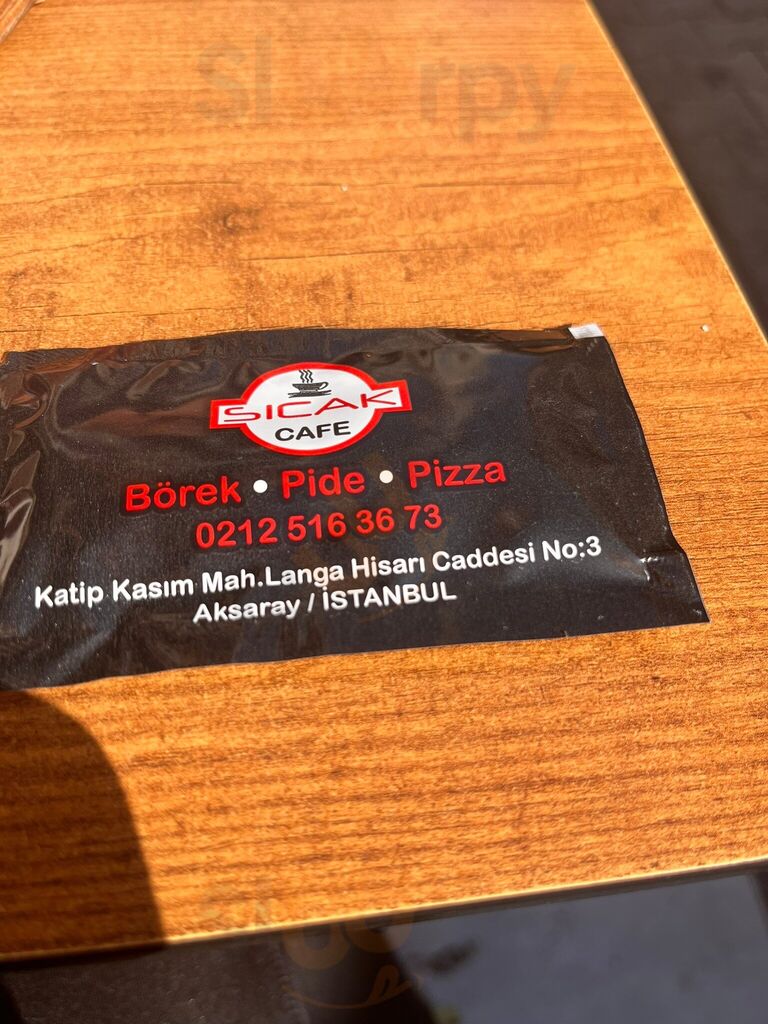 SICAK
CAFE
Börek • Pide • Pizza
0212 516 36 73
Katip Kasım Mah.Langa Hisarı Caddesi No:3
Aksaray / İSTANBUL